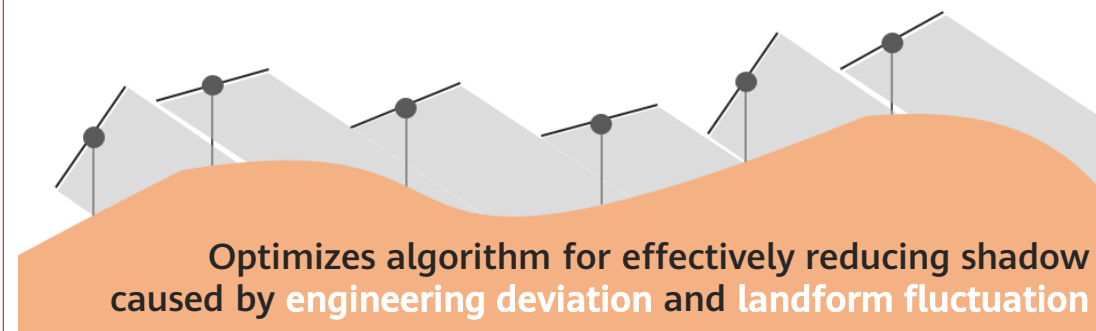 Optimizes algorithm for effectively reducing shadow
caused by engineering deviation and landform fluctuation